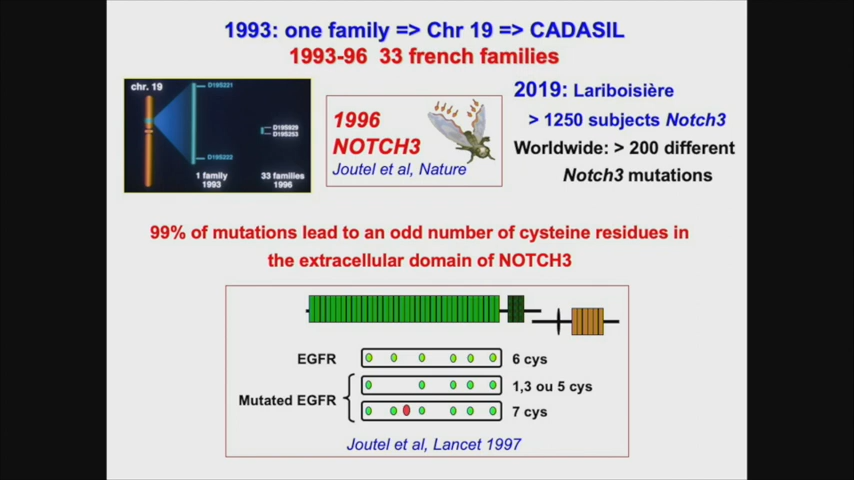 1993: one family => Chr 19 => CADASIL
1993-96 33 french families
chr. 19
D19S221
D19S929
D19S253
D19S222
1 family
1993
33 families
1996
1996
NOTCH3
Joutel et al, Nature
2019: Lariboisière
> 1250 subjects Notch3
Worldwide: > 200 different
Notch3 mutations
99% of mutations lead to an odd number of cysteine residues in
the extracellular domain of NOTCH3
EGFR
6 cys
Mutated EGFR
1,3 ou 5 cys
7 cys
Joutel et al, Lancet 1997